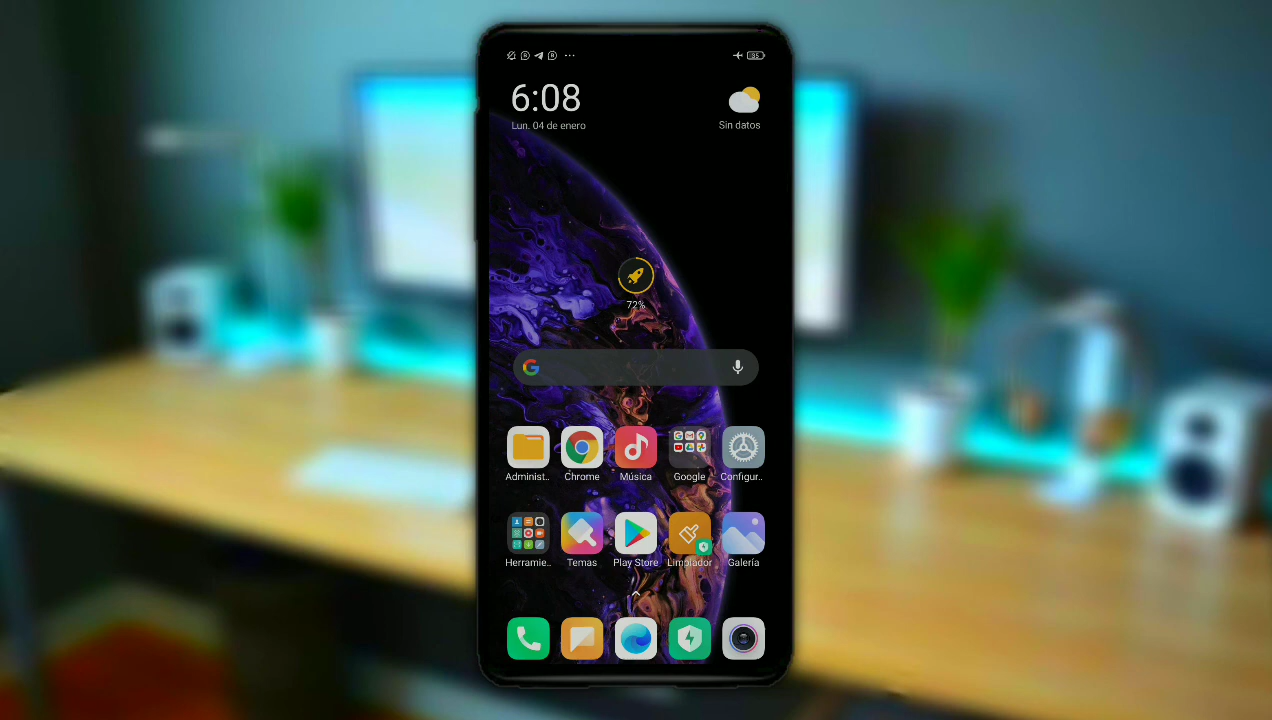 85
6:08
Lun. 04 de enero
Sin datos
72%
Administ..
Chrome
Música
Google
Configur..
Herramie..
Temas
Play Store
Limpiador
Galería